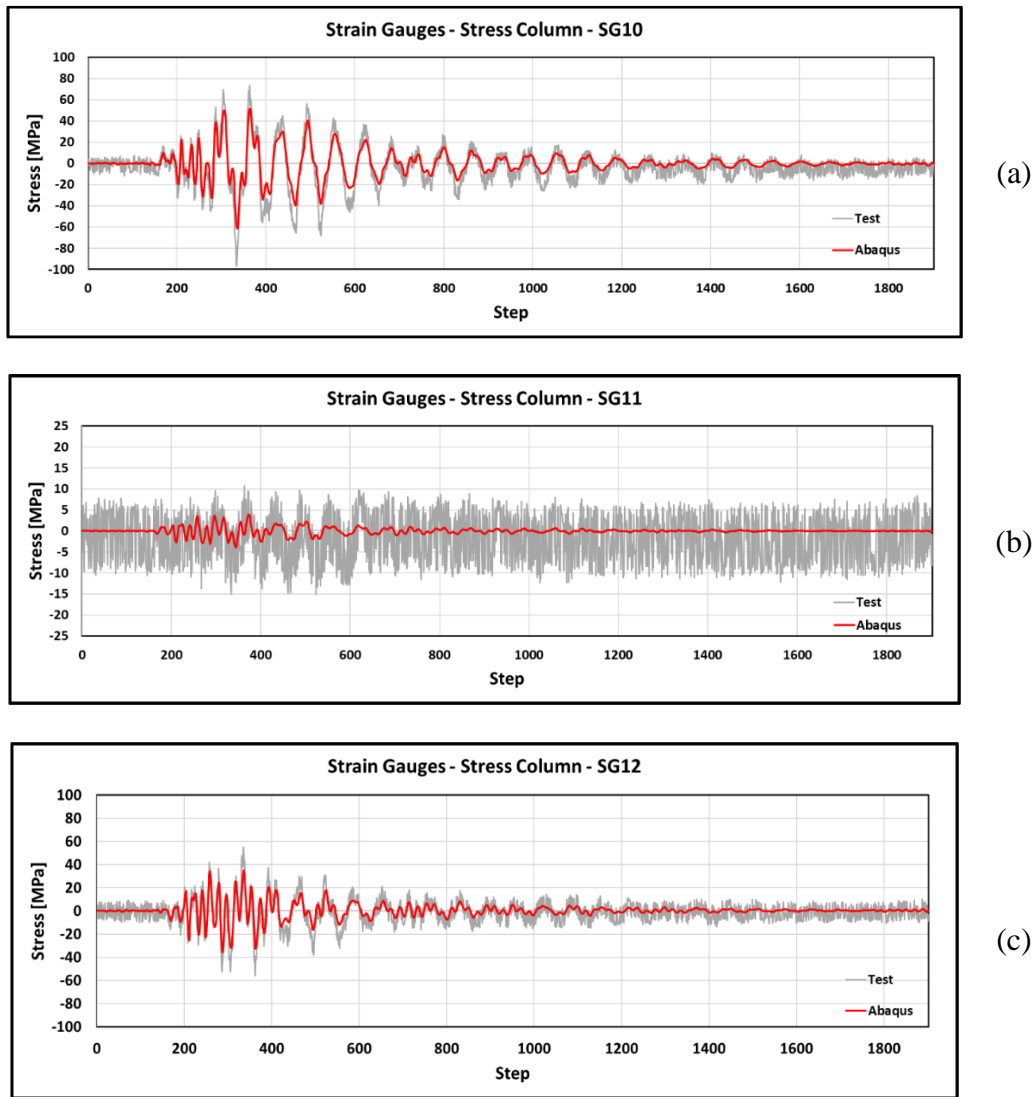 Strain Gauges - Stress Column - SG10
Stress [MPa]
100
80
60
40
20
0
-20
-40
-60
-80
-100
Test
Abaqus
0 200 400 600 800 1000 1200 1400 1600 1800
Step
(a)
Strain Gauges - Stress Column - SG11
Stress [MPa]
25
20
15
10
5
0
-5
-10
-15
-20
-25
Test
Abaqus
0 200 400 600 800 1000 1200 1400 1600 1800
Step
(b)
Strain Gauges - Stress Column - SG12
Stress [MPa]
100
80
60
40
20
0
-20
-40
-60
-80
-100
Test
Abaqus
0 200 400 600 800 1000 1200 1400 1600 1800
Step
(c)